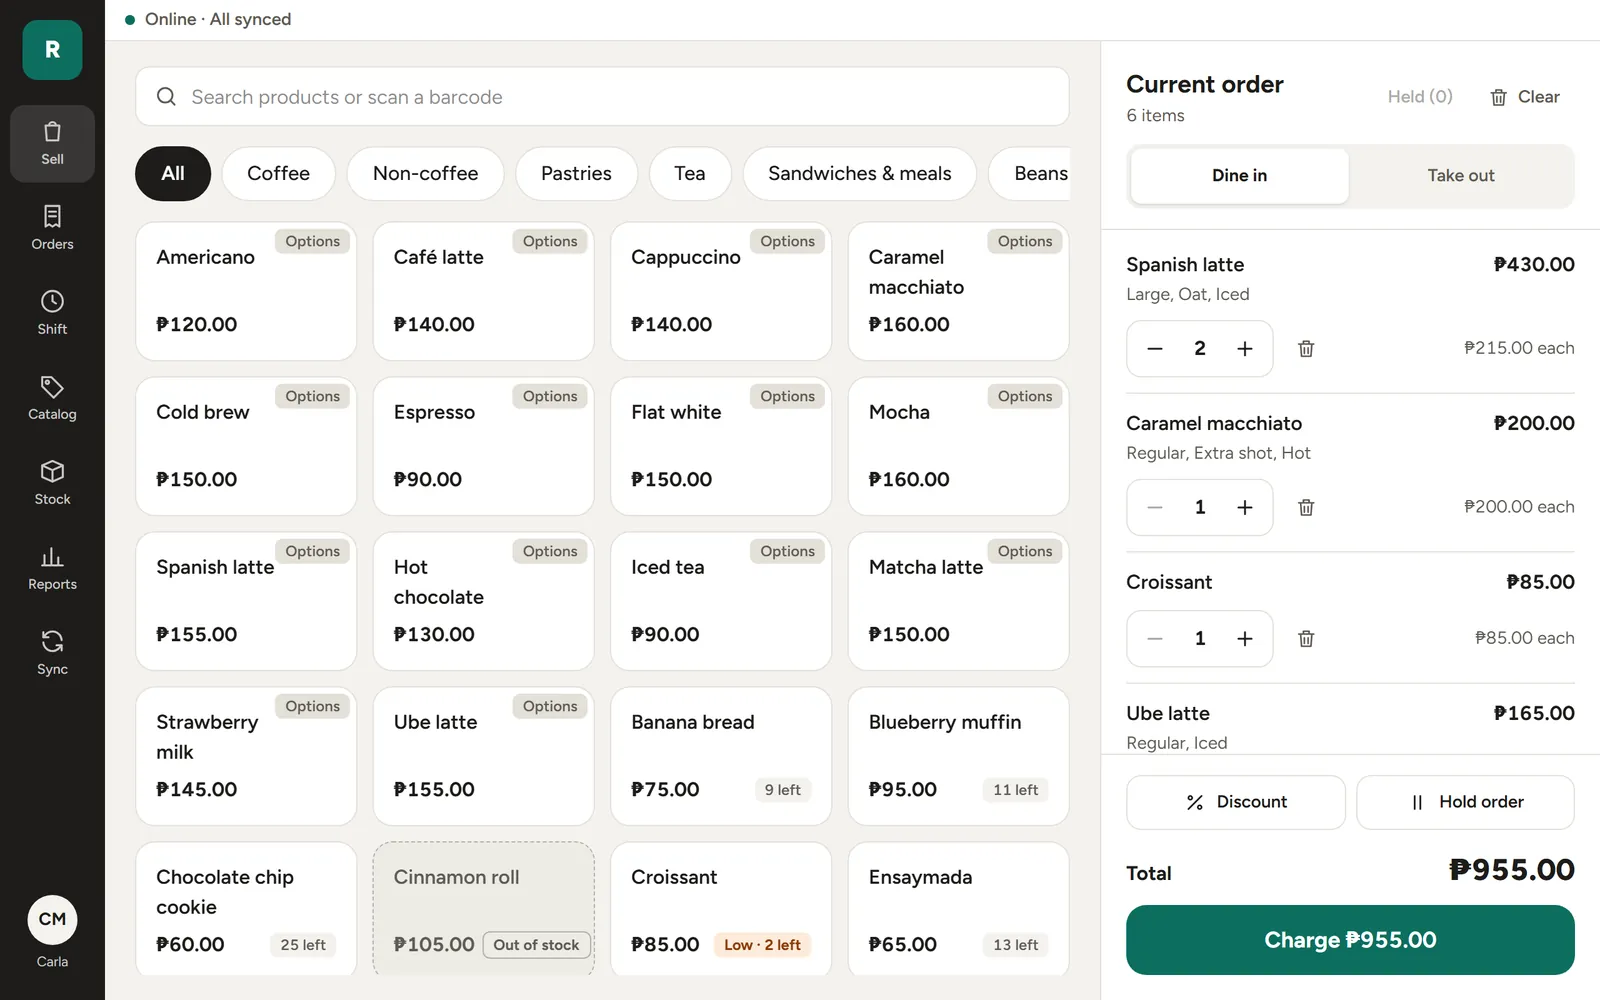 R
Sell
Orders
Shift
Catalog
Stock
Reports
Sync
CM
Carla
Online · All synced
Search products or scan a barcode
All
Coffee
Non-coffee
Pastries
Tea
Sandwiches & meals
Beans
Americano
Options
₱120.00
Café latte
Options
₱140.00
Cappuccino
Options
₱140.00
Caramel
macchiato
Options
₱160.00
Cold brew
Options
₱150.00
Espresso
Options
₱90.00
Flat white
Options
₱150.00
Mocha
Options
₱160.00
Spanish latte
Options
₱155.00
Hot
chocolate
Options
₱130.00
Iced tea
Options
₱90.00
Matcha latte
Options
₱150.00
Strawberry
milk
Options
₱145.00
Ube latte
Options
₱155.00
Banana bread
₱75.00
9 left
Blueberry muffin
₱95.00
11 left
Chocolate chip
cookie
₱60.00
25 left
Cinnamon roll
₱105.00
Out of stock
Croissant
₱85.00
Low · 2 left
Ensaymada
₱65.00
13 left
Current order
6 items
Held (0)
Clear
Dine in
Take out
Spanish latte
₱430.00
Large, Oat, Iced
2
₱215.00 each
Caramel macchiato
₱200.00
Regular, Extra shot, Hot
1
₱200.00 each
Croissant
₱85.00
1
₱85.00 each
Ube latte
₱165.00
Regular, Iced
Discount
Hold order
Total
₱955.00
Charge ₱955.00